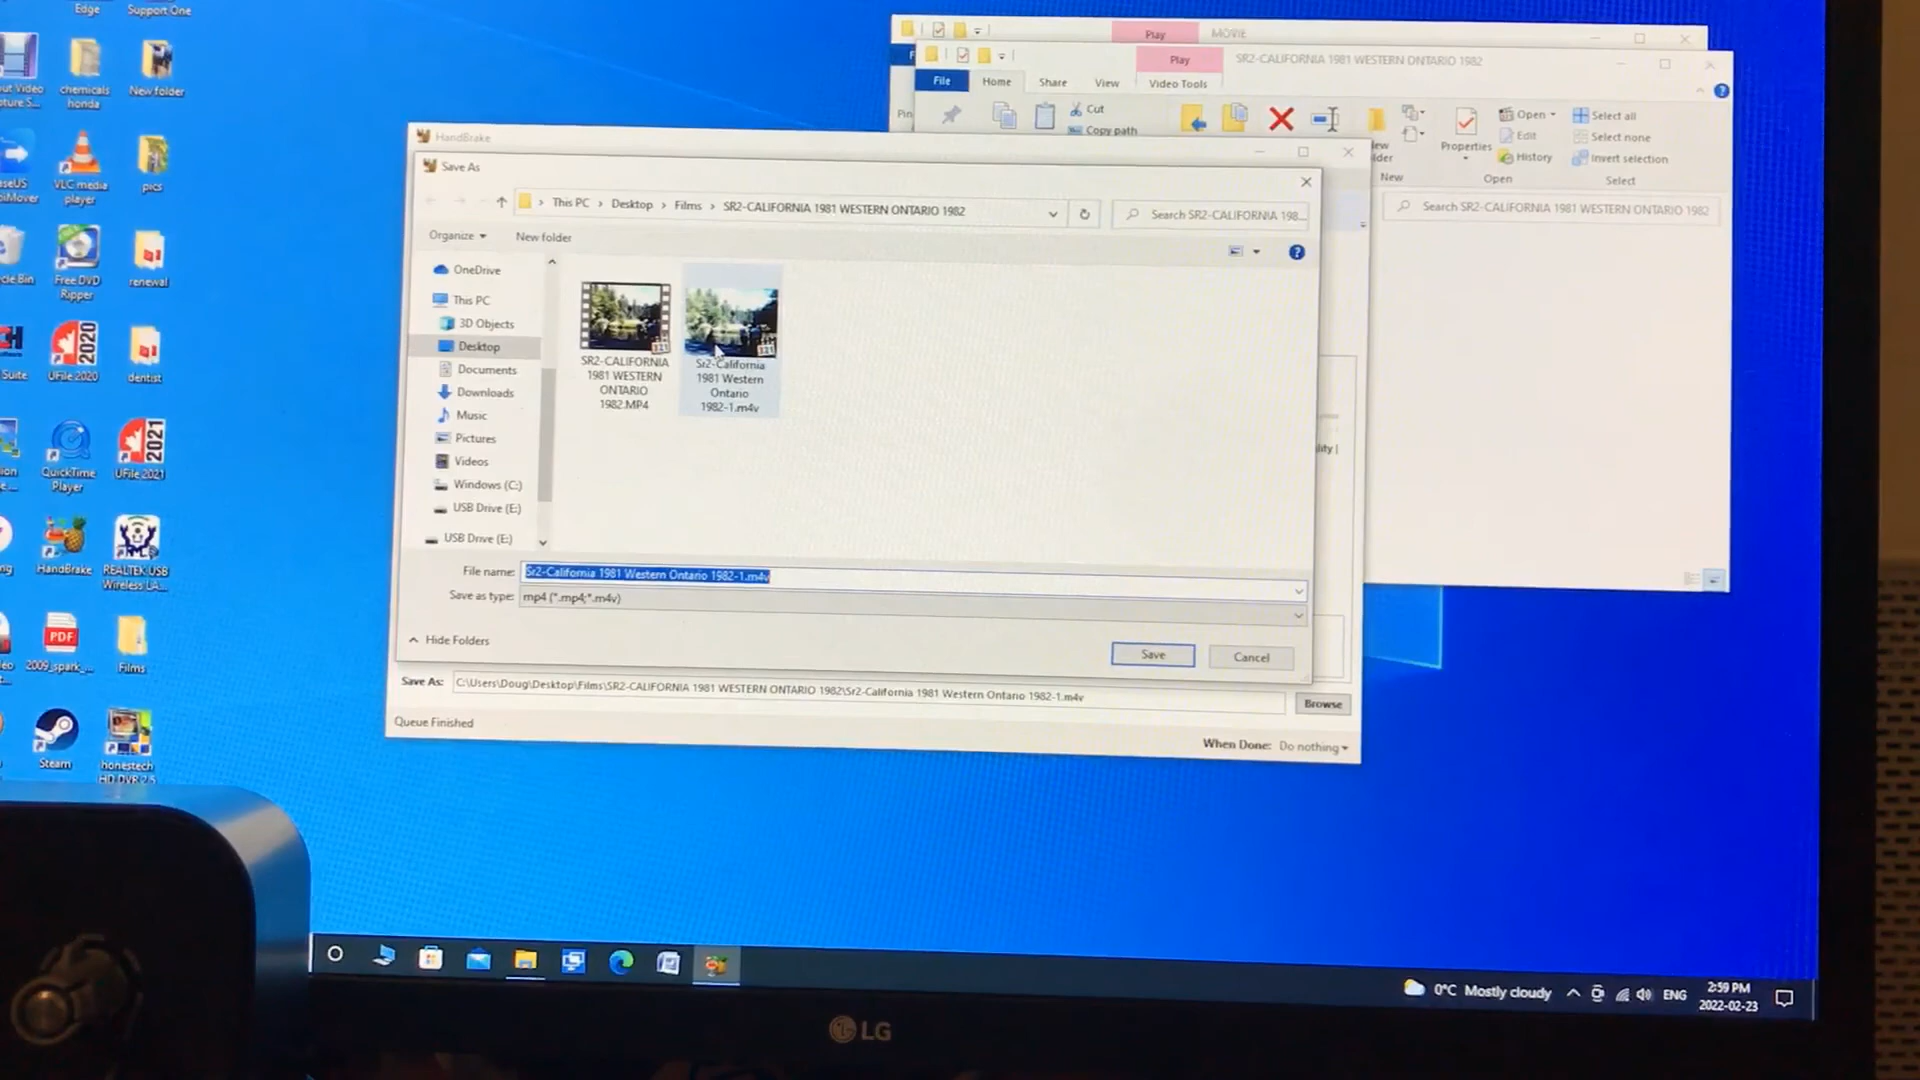 Edge
Support One
chemicals
honda
New folder
VLC media
player
pics
Free DVD
Ripper
renewal
Suite
UFile 2020
dentist
QuickTime
Player
UFile 2021
HandBrake
REALTEK USB
Wireless LA...
PDF
2009_spark_...
Films
Steam
honestech
HD DVR 2.5
Play
MOVIE
Play
SR2-CALIFORNIA 1981 WESTERN ONTARIO 1982
File
Home
Share
View
Video Tools
Cut
Copy path
Properties
Open
Edit
History
Select all
Select none
Invert selection
New
Open
Select
Search SR2-CALIFORNIA 1981 WESTERN ONTARIO 1982
HandBrake
Save As
This PC › Desktop › Films › SR2-CALIFORNIA 1981 WESTERN ONTARIO 1982
Search SR2-CALIFORNIA 198...
Organize
New folder
OneDrive
This PC
3D Objects
Desktop
Documents
Downloads
Music
Pictures
Videos
Windows (C:)
USB Drive (E:)
USB Drive (E:)
SR2-CALIFORNIA
1981 WESTERN
ONTARIO
1982.MP4
Sr2-California
1981 Western
Ontario
1982-1.m4v
File name:
Sr2-California 1981 Western Ontario 1982-1.m4v
Save as type:
mp4 (*.mp4;*.m4v)
Hide Folders
Save
Cancel
Save As:
C:\Users\Doug\Desktop\Films\SR2-CALIFORNIA 1981 WESTERN ONTARIO 1982\Sr2-California 1981 Western Ontario 1982-1.m4v
Browse
Queue Finished
When Done:
Do nothing
0°C Mostly cloudy
ENG
2:59 PM
2022-02-23
LG